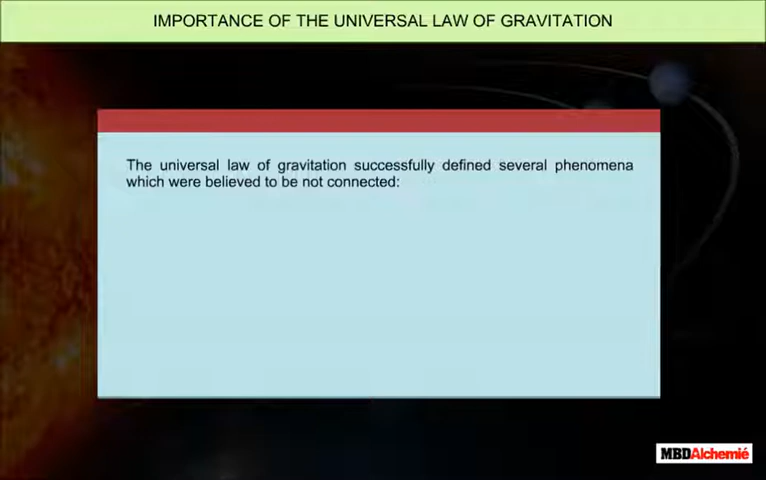 IMPORTANCE OF THE UNIVERSAL LAW OF GRAVITATION
The universal law of gravitation successfully defined several phenomena
which were believed to be not connected:
MBDAlchemié